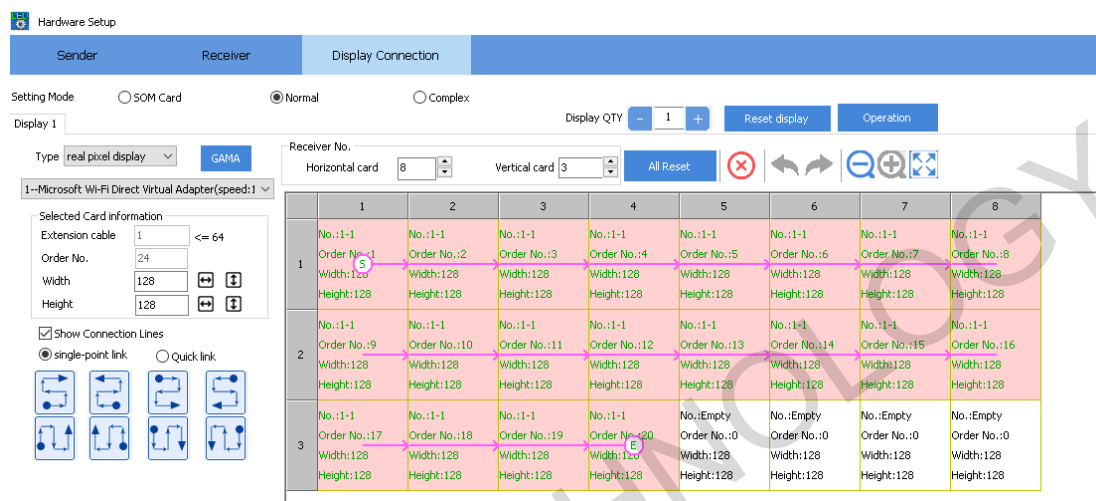 Hardware Setup
Sender Receiver Display Connection
Setting Mode SOM Card Normal Complex
Display QTY - 1 + Reset display Operation
Display 1
Type real pixel display GAMA
Receiver No.
Horizontal card 8 Vertical card 3 All Reset
1--Microsoft Wi-Fi Direct Virtual Adapter(speed:1
Selected Card information
Extension cable 1 <= 64
Order No. 24
Width 128
Height 128
Show Connection Lines
single-point link Quick link
1 2 3 4 5 6 7 8
1
No.:1-1 No.:1-1 No.:1-1 No.:1-1 No.:1-1 No.:1-1 No.:1-1 No.:1-1
Order No.:1 Order No.:2 Order No.:3 Order No.:4 Order No.:5 Order No.:6 Order No.:7 Order No.:8
S
Width:128 Width:128 Width:128 Width:128 Width:128 Width:128 Width:128 Width:128
Height:128 Height:128 Height:128 Height:128 Height:128 Height:128 Height:128 Height:128
2
No.:1-1 No.:1-1 No.:1-1 No.:1-1 No.:1-1 No.:1-1 No.:1-1 No.:1-1
Order No.:9 Order No.:10 Order No.:11 Order No.:12 Order No.:13 Order No.:14 Order No.:15 Order No.:16
Width:128 Width:128 Width:128 Width:128 Width:128 Width:128 Width:128 Width:128
Height:128 Height:128 Height:128 Height:128 Height:128 Height:128 Height:128 Height:128
3
No.:1-1 No.:1-1 No.:1-1 No.:1-1 No.:Empty No.:Empty No.:Empty No.:Empty
Order No.:17 Order No.:18 Order No.:19 Order No.:20 Order No.:0 Order No.:0 Order No.:0 Order No.:0
E
Width:128 Width:128 Width:128 Width:128 Width:128 Width:128 Width:128 Width:128
Height:128 Height:128 Height:128 Height:128 Height:128 Height:128 Height:128 Height:128
HNOLOGY